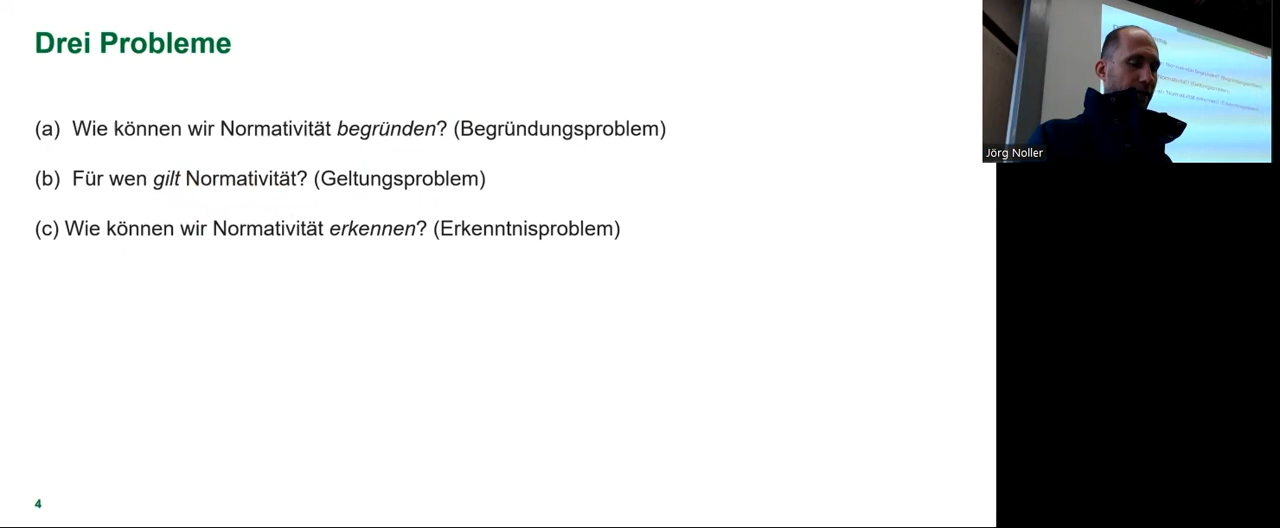 Drei Probleme
(a) Wie können wir Normativität begründen? (Begründungsproblem)
(b) Für wen gilt Normativität? (Geltungsproblem)
(c) Wie können wir Normativität erkennen? (Erkenntnisproblem)
4
Jörg Noller